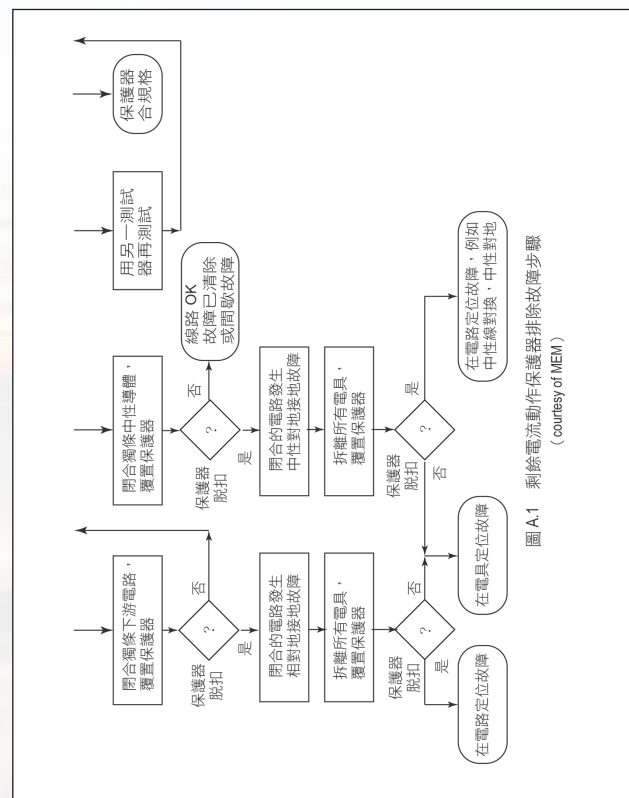 閉合獨條下游電路，
覆置保護器
保護器
脫扣
?
否
是
閉合的電路發生
相對地接地故障
拆離所有電具，
覆置保護器
保護器
脫扣
?
否
是
在電路定位故障
在電具定位故障
閉合獨條中性導體，
覆置保護器
保護器
脫扣
?
否
是
線路 OK
故障已清除
或間歇故障
閉合的電路發生
中性對地接地故障
拆離所有電具，
覆置保護器
保護器
脫扣
?
是
否
在電路定位故障，例如
中性線對換，中性對地
用另一測試
器再測試
保護器
合規格
圖 A.1 剩餘電流動作保護器排除故障步驟
( courtesy of MEM )